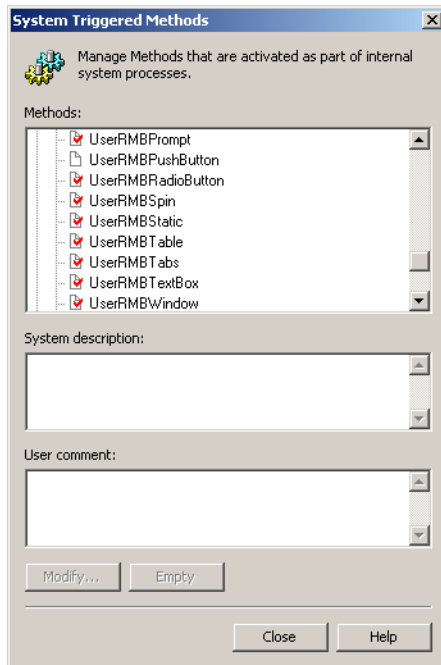 System Triggered Methods
Manage Methods that are activated as part of internal
system processes.
Methods:
UserRMBPrompt
UserRMBPushButton
UserRMBRadioButton
UserRMBSpin
UserRMBStatic
UserRMBTable
UserRMBTabs
UserRMBTextBox
UserRMBWindow
System description:
User comment:
Modify... Empty
Close Help